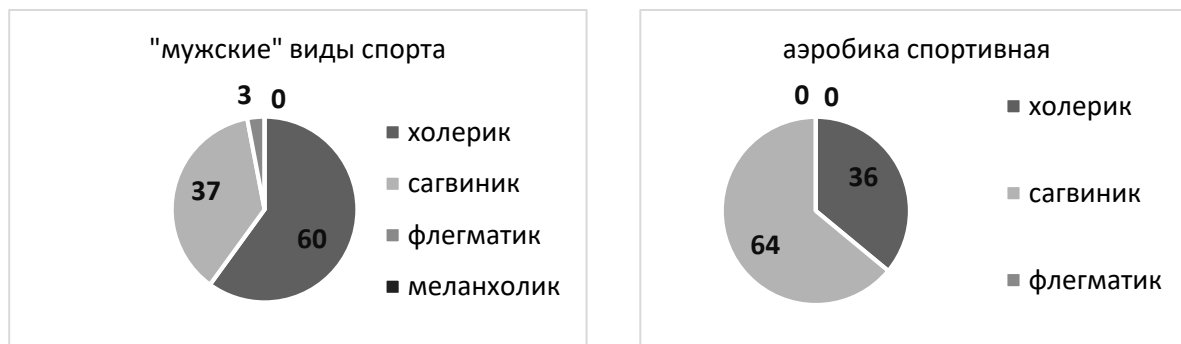 "мужские" виды спорта
3 0
37
60
холерик
сагвиник
флегматик
меланхолик
аэробика спортивная
0 0
36
64
холерик
сагвиник
флегматик